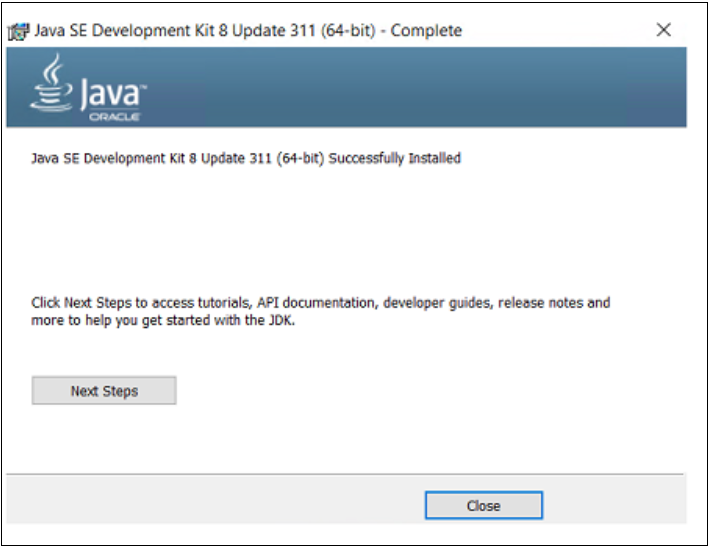 Java SE Development Kit 8 Update 311 (64-bit) - Complete
Java™
ORACLE
Java SE Development Kit 8 Update 311 (64-bit) Successfully Installed
Click Next Steps to access tutorials, API documentation, developer guides, release notes and
more to help you get started with the JDK.
Next Steps
Close